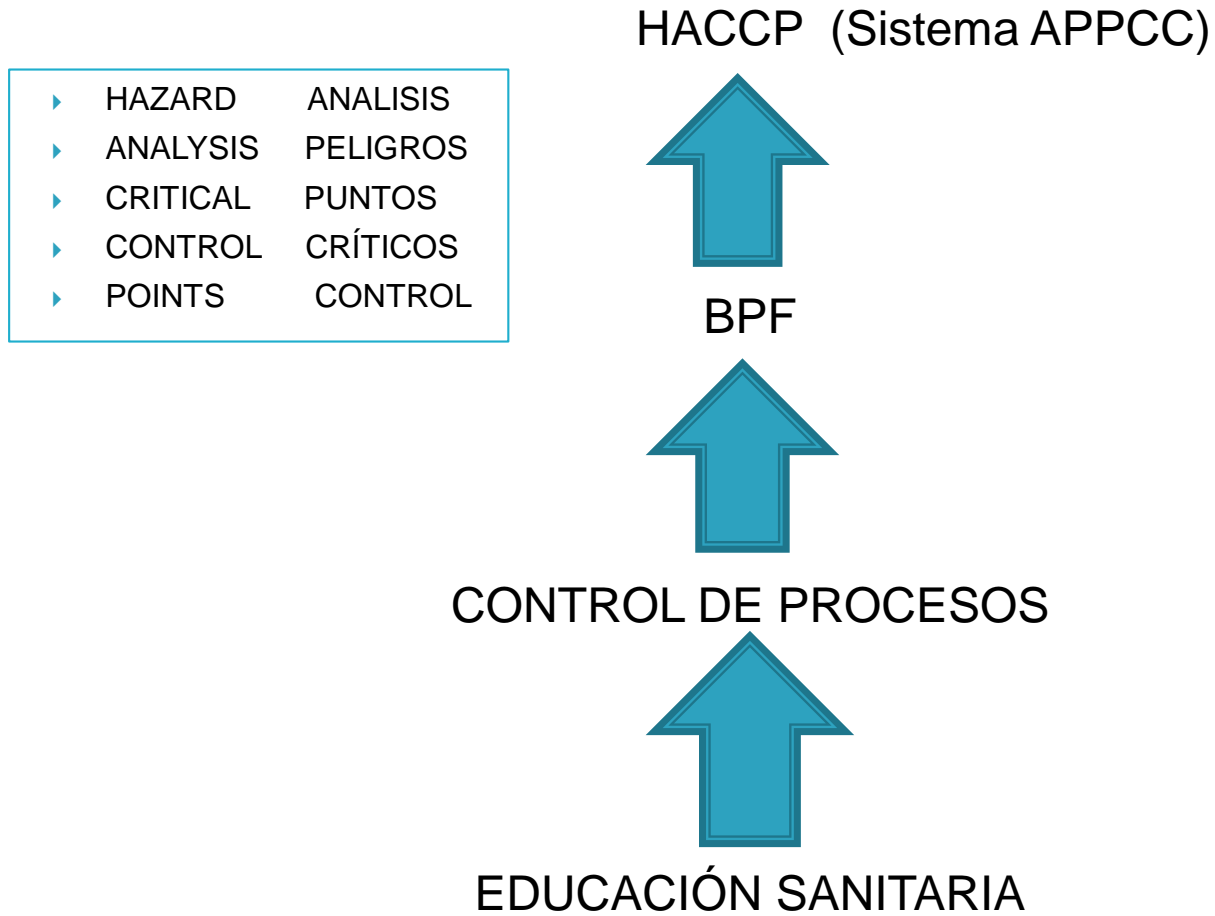 HACCP (Sistema APPCC)
HAZARD ANALISIS
ANALYSIS PELIGROS
CRITICAL PUNTOS
CONTROL CRÍTICOS
POINTS CONTROL
BPF
CONTROL DE PROCESOS
EDUCACIÓN SANITARIA